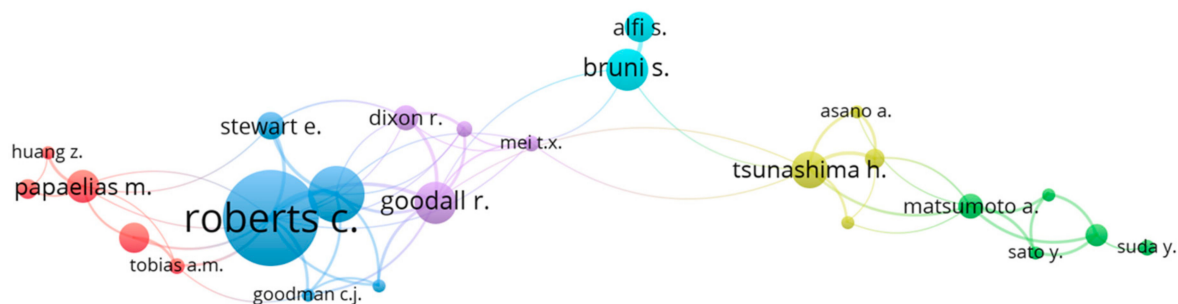 alfi s.
bruni s.
asano a.
dixon r.
stewart e.
mei t.x.
huang z.
tsunashima h.
papaelias m.
goodall r.
matsumoto a.
roberts c.
suda y.
sato y.
tobias a.m.
goodman c.j.